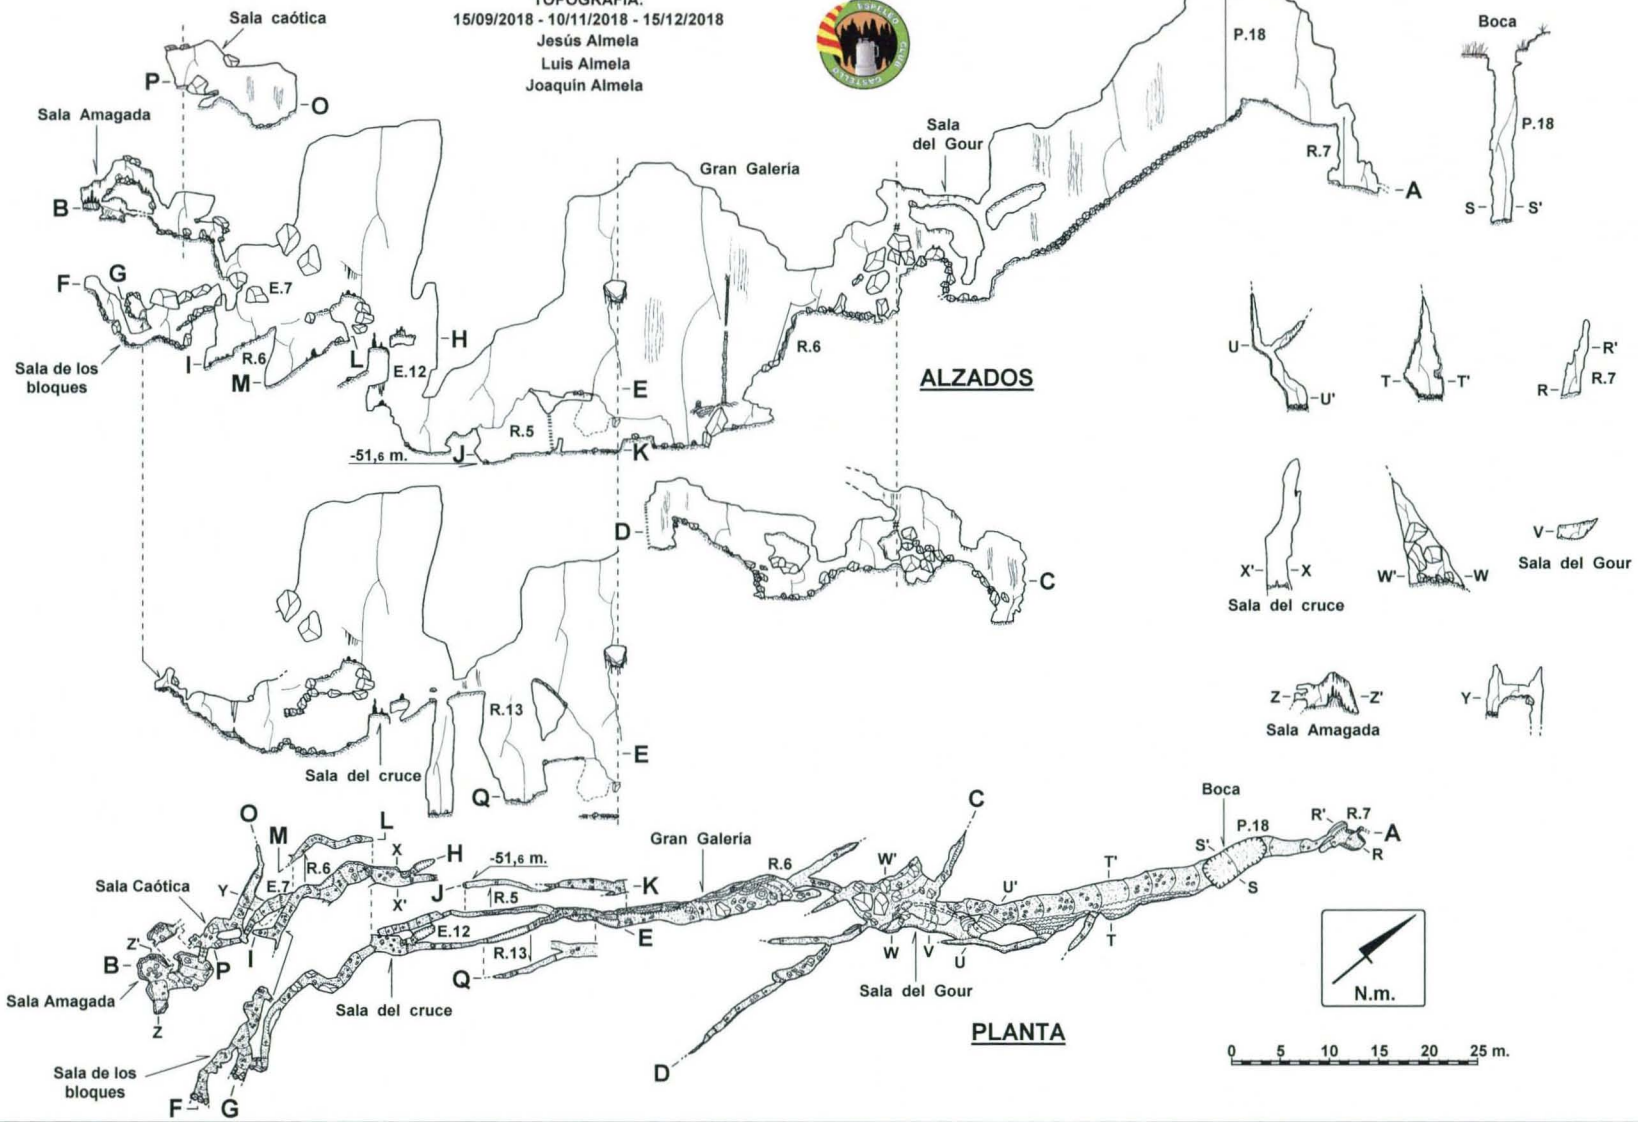 TOPOGRAFÍA:
15/09/2018 - 10/11/2018 - 15/12/2018
Jesús Almela
Luis Almela
Joaquín Almela
ESPELEO CLUB CASTELLÓ
Sala caótica
P
O
Sala Amagada
B
F
G
E.7
Sala de los
bloques
I
R.6
M
L
E.12
H
J
-51,6 m.
R.5
E
K
Gran Galería
R.6
Sala
del Gour
P.18
R.7
A
ALZADOS
Boca
P.18
S
S'
U
U'
T
T'
R'
R
R.7
X'
X
Sala del cruce
W'
W
V
Sala del Gour
Z
Z'
Sala Amagada
Y
D
C
R.13
E
Q
Sala del cruce
O
M
L
R.6
X
H
Sala Caótica
Y
E.7
X'
J
-51,6 m.
R.5
K
Gran Galería
R.6
W'
C
U'
T'
Boca
S'
P.18
R'
R.7
A
R
S
Z'
B
P
I
E.12
E
R.13
Q
W
V
U
T
Sala Amagada
Z
Sala del cruce
Sala del Gour
PLANTA
N.m.
Sala de los
bloques
F
G
D
0 5 10 15 20 25 m.